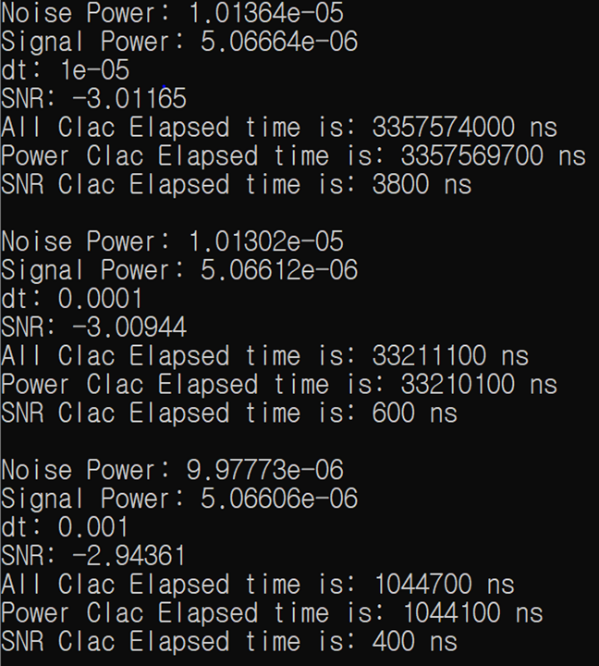 Noise Power: 1.01364e-05
Signal Power: 5.06664e-06
dt: 1e-05
SNR: -3.01165
All Clac Elapsed time is: 3357574000 ns
Power Clac Elapsed time is: 3357569700 ns
SNR Clac Elapsed time is: 3800 ns
Noise Power: 1.01302e-05
Signal Power: 5.06612e-06
dt: 0.0001
SNR: -3.00944
All Clac Elapsed time is: 33211100 ns
Power Clac Elapsed time is: 33210100 ns
SNR Clac Elapsed time is: 600 ns
Noise Power: 9.97773e-06
Signal Power: 5.06606e-06
dt: 0.001
SNR: -2.94361
All Clac Elapsed time is: 1044700 ns
Power Clac Elapsed time is: 1044100 ns
SNR Clac Elapsed time is: 400 ns